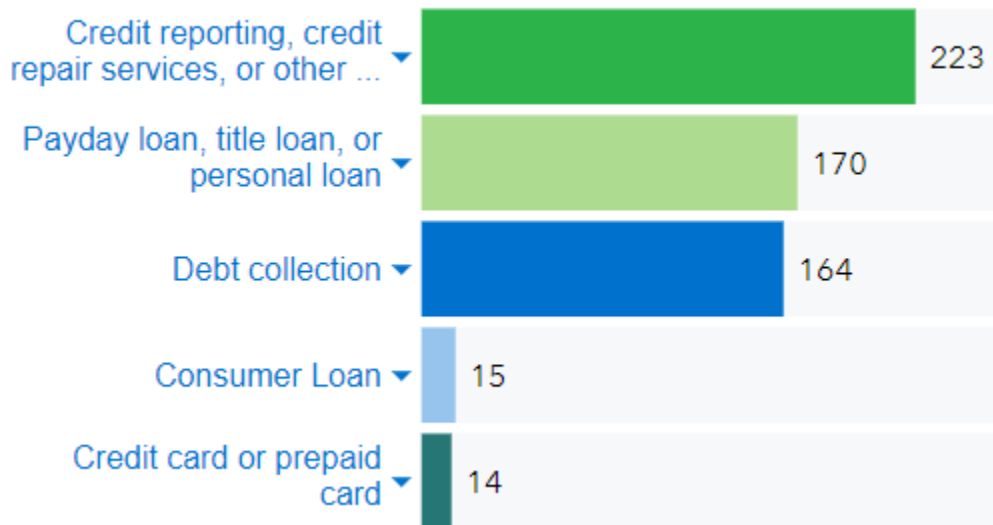 Credit reporting, credit
repair services, or other ...
223
Payday loan, title loan, or
personal loan
170
Debt collection
164
Consumer Loan
15
Credit card or prepaid
card
14